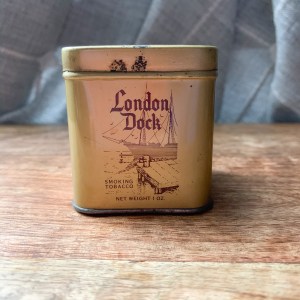 London
Dock
SMOKING
TOBACCO
NET WEIGHT 1 OZ.